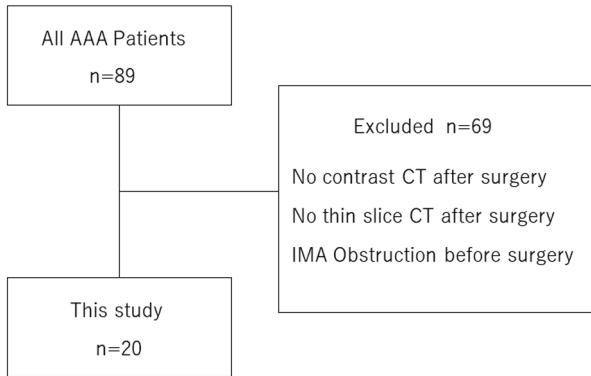 All AAA Patients
n=89
Excluded n=69
No contrast CT after surgery
No thin slice CT after surgery
IMA Obstruction before surgery
This study
n=20